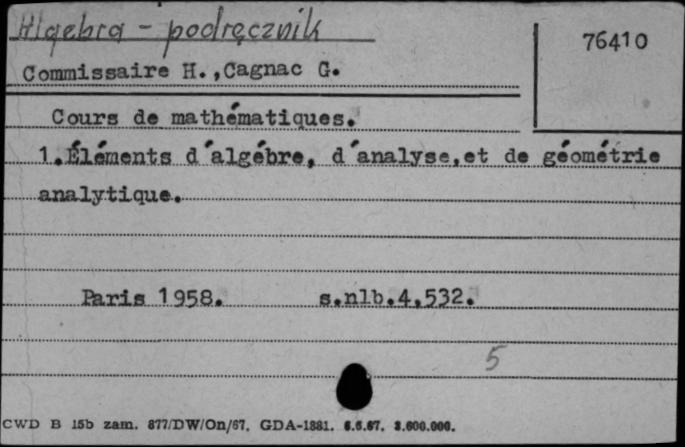 Algebra - podręcznik
76410
Commissaire H.,Cagnac G.
Cours de mathématiques.
1.Éléments d'algébre, d'analyse,et de géométrie
analytique.
Paris 1958. s.nlb.4,532.
5
CWD B 15b zam. 877/DW/On/67. GDA-1881. 6.6.67. 3.600.000.